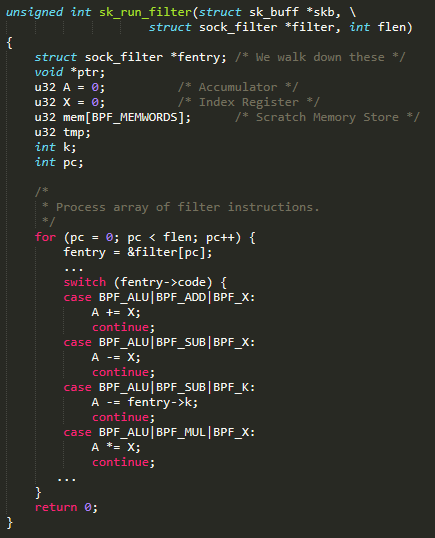 unsigned int sk_run_filter(struct sk_buff *skb, \
                    struct sock_filter *filter, int flen)
{
    struct sock_filter *fentry; /* We walk down these */
    void *ptr;
    u32 A = 0;          /* Accumulator */
    u32 X = 0;          /* Index Register */
    u32 mem[BPF_MEMWORDS];      /* Scratch Memory Store */
    u32 tmp;
    int k;
    int pc;

    /*
     * Process array of filter instructions.
     */
    for (pc = 0; pc < flen; pc++) {
        fentry = &filter[pc];
        ...
        switch (fentry->code) {
        case BPF_ALU|BPF_ADD|BPF_X:
            A += X;
            continue;
        case BPF_ALU|BPF_SUB|BPF_X:
            A -= X;
            continue;
        case BPF_ALU|BPF_SUB|BPF_K:
            A -= fentry->k;
            continue;
        case BPF_ALU|BPF_MUL|BPF_X:
            A *= X;
            continue;
       ...
    }
    return 0;
}